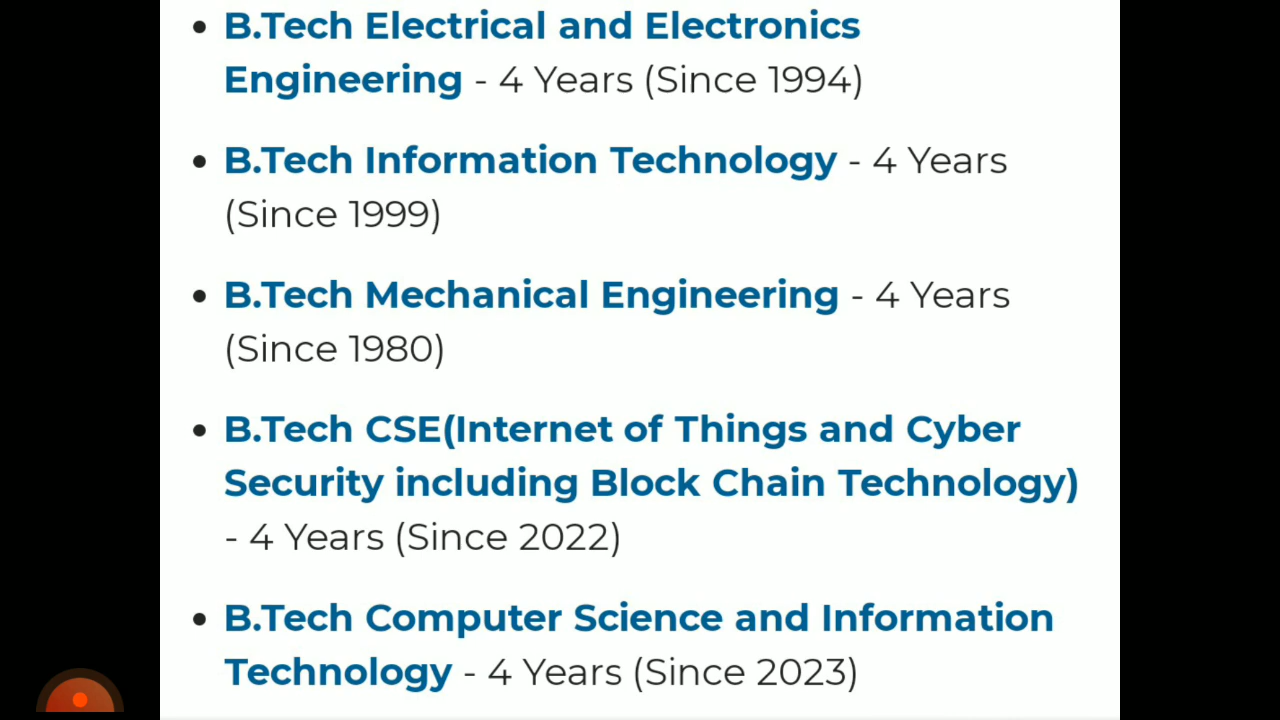 B.Tech Electrical and Electronics
Engineering - 4 Years (Since 1994)
B.Tech Information Technology - 4 Years
(Since 1999)
B.Tech Mechanical Engineering - 4 Years
(Since 1980)
B.Tech CSE(Internet of Things and Cyber
Security including Block Chain Technology)
- 4 Years (Since 2022)
B.Tech Computer Science and Information
Technology - 4 Years (Since 2023)